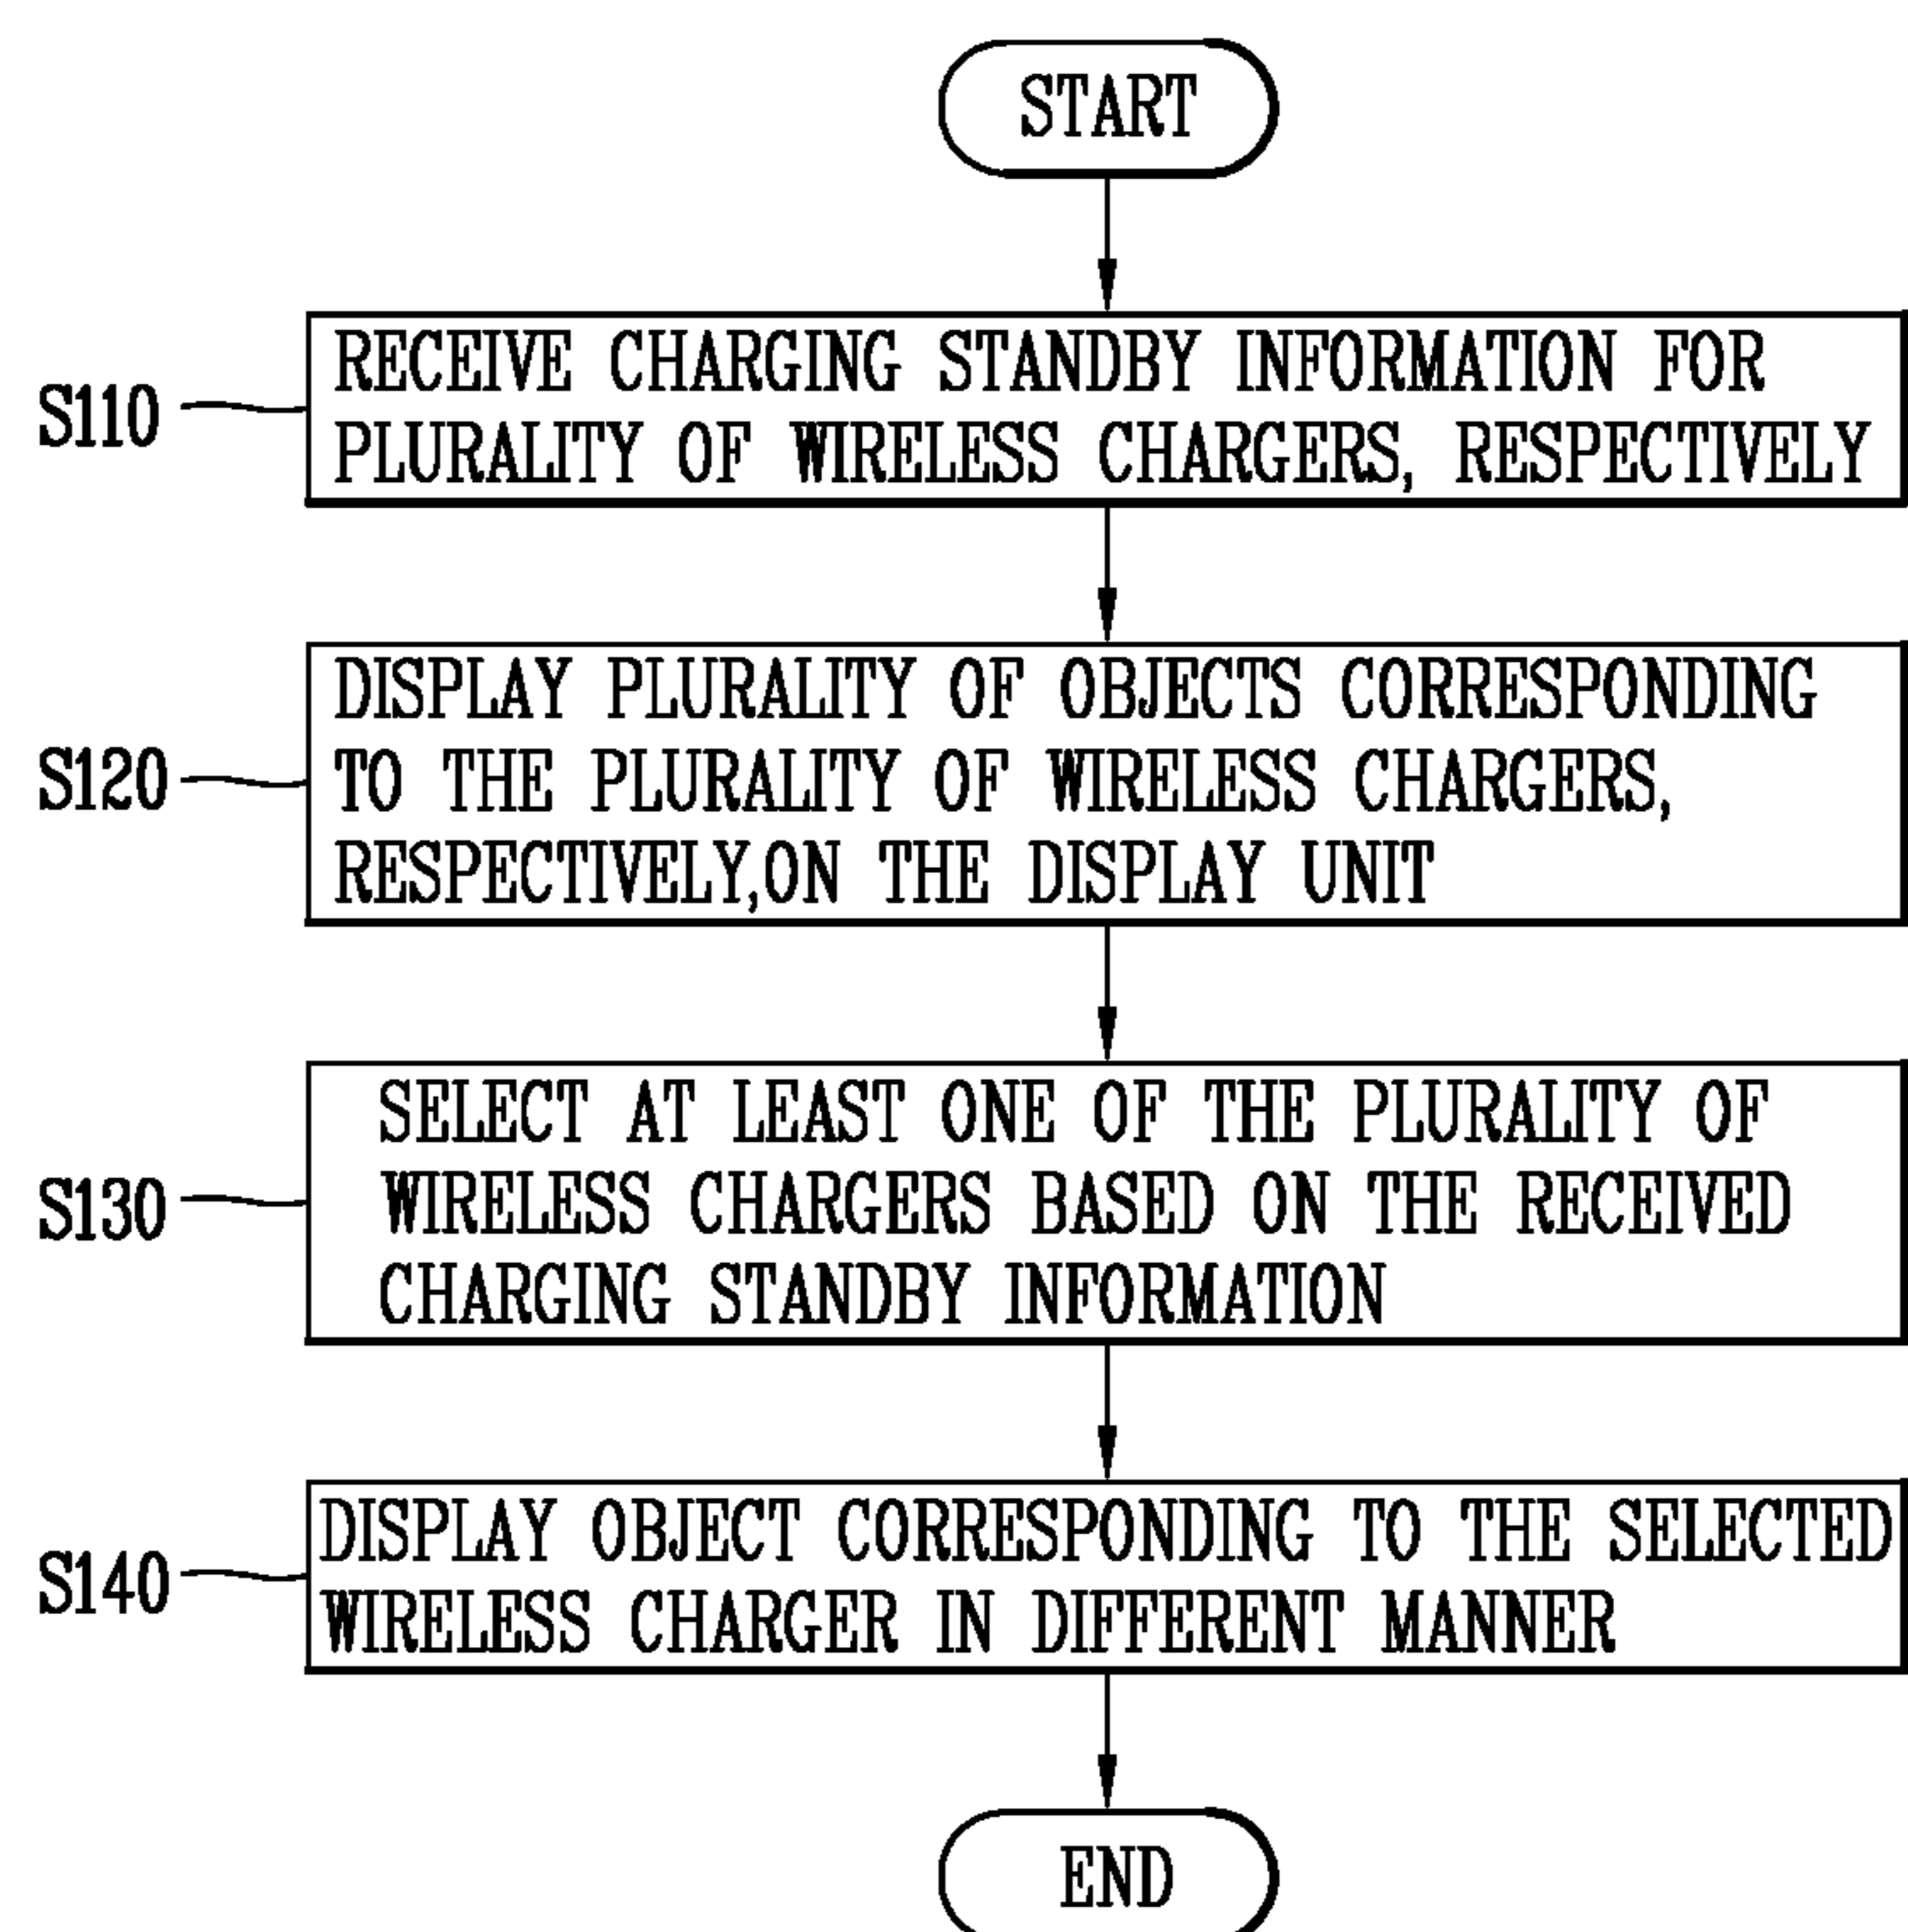 START
S110
RECEIVE CHARGING STANDBY INFORMATION FOR
PLURALITY OF WIRELESS CHARGERS, RESPECTIVELY
S120
DISPLAY PLURALITY OF OBJECTS CORRESPONDING
TO THE PLURALITY OF WIRELESS CHARGERS,
RESPECTIVELY,ON THE DISPLAY UNIT
S130
SELECT AT LEAST ONE OF THE PLURALITY OF
WIRELESS CHARGERS BASED ON THE RECEIVED
CHARGING STANDBY INFORMATION
S140
DISPLAY OBJECT CORRESPONDING TO THE SELECTED
WIRELESS CHARGER IN DIFFERENT MANNER
END